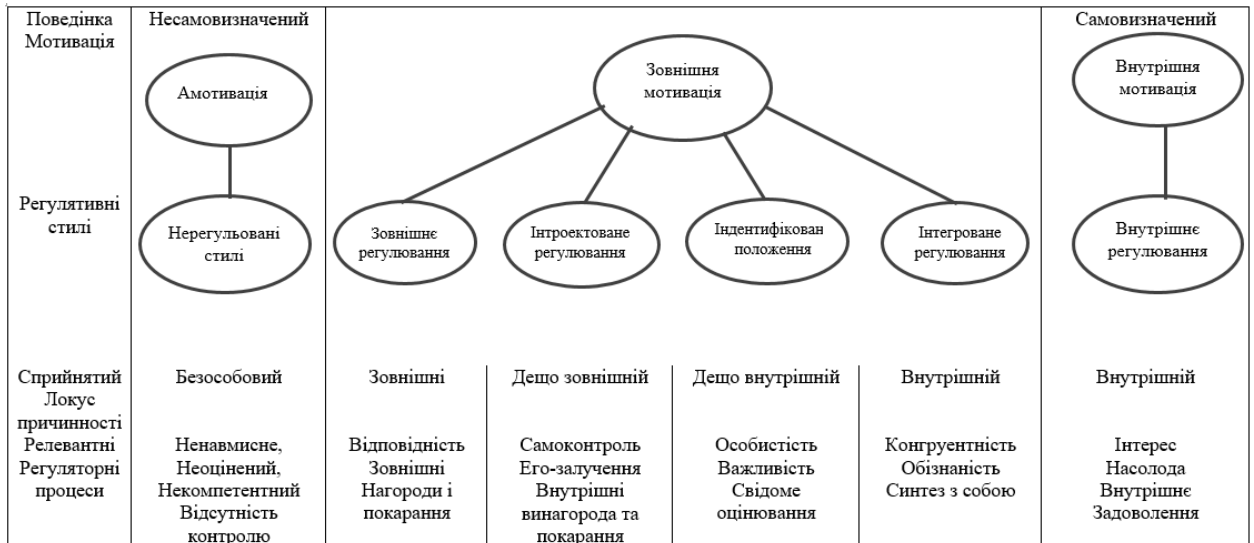 Поведінка
Мотивація
Несамовизначений
Самовизначений
Амотивація
Зовнішня
мотивація
Внутрішня
мотивація
Регулятивні
стилі
Нерегульовані
стилі
Зовнішнє
регулювання
Інтроектоване
регулювання
Індентифікован
положення
Інтегроване
регулювання
Внутрішнє
регулювання
Сприйнятий
Локус
причинності
Безособовий
Зовнішні
Дещо зовнішній
Дещо внутрішній
Внутрішній
Внутрішній
Релевантні
Регуляторні
процеси
Ненавмисне,
Неоцінений,
Некомпетентний
Відсутність
контролю
Відповідність
Зовнішні
Нагороди і
покарання
Самоконтроль
Его-залучення
Внутрішні
винагорода та
покарання
Особистість
Важливість
Свідоме
оцінювання
Конгруентність
Обізнаність
Синтез з собою
Інтерес
Насолода
Внутрішнє
Задоволення